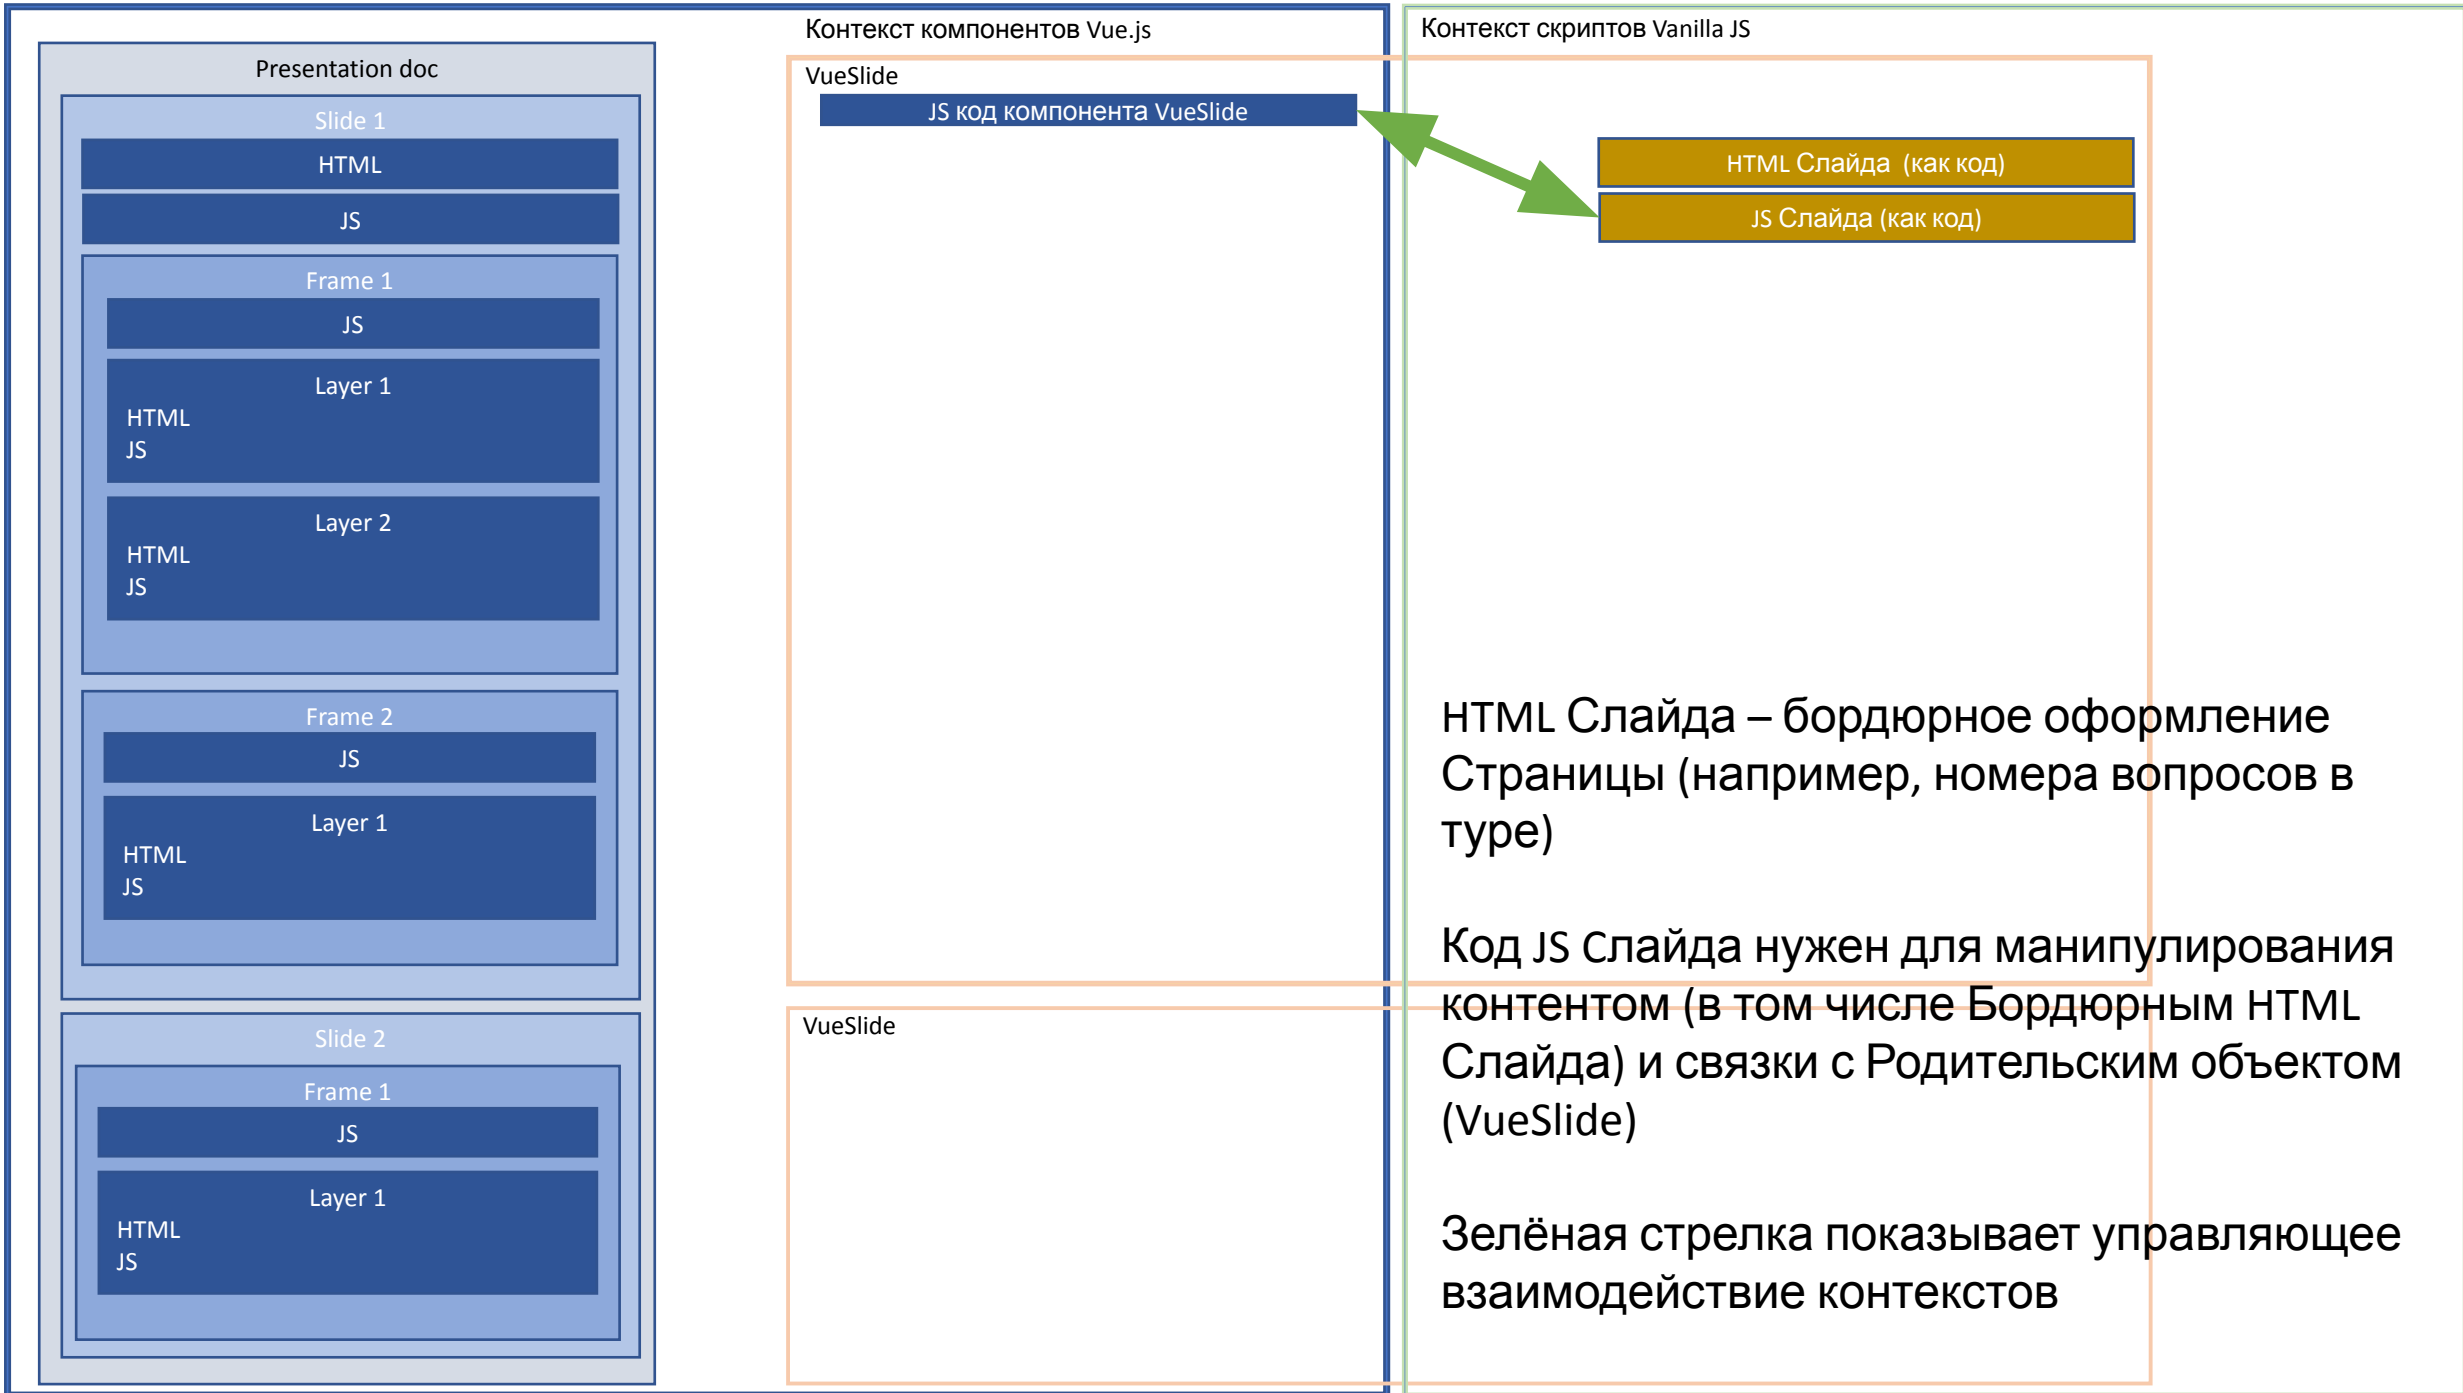 Контекст компонентов Vue.js
Контекст скриптов Vanilla JS
Presentation doc
Slide 1
HTML
JS
Frame 1
JS
Layer 1
HTML
JS
Layer 2
HTML
JS
Frame 2
JS
Layer 1
HTML
JS
Slide 2
Frame 1
JS
Layer 1
HTML
JS
VueSlide
JS код компонента VueSlide
VueSlide
HTML Слайда (как код)
JS Слайда (как код)
HTML Слайда – бордюрное оформление
Страницы (например, номера вопросов в
туре)
Код JS Слайда нужен для манипулирования
контентом (в том числе Бордюрным HTML
Слайда) и связки с Родительским объектом
(VueSlide)
Зелёная стрелка показывает управляющее
взаимодействие контекстов